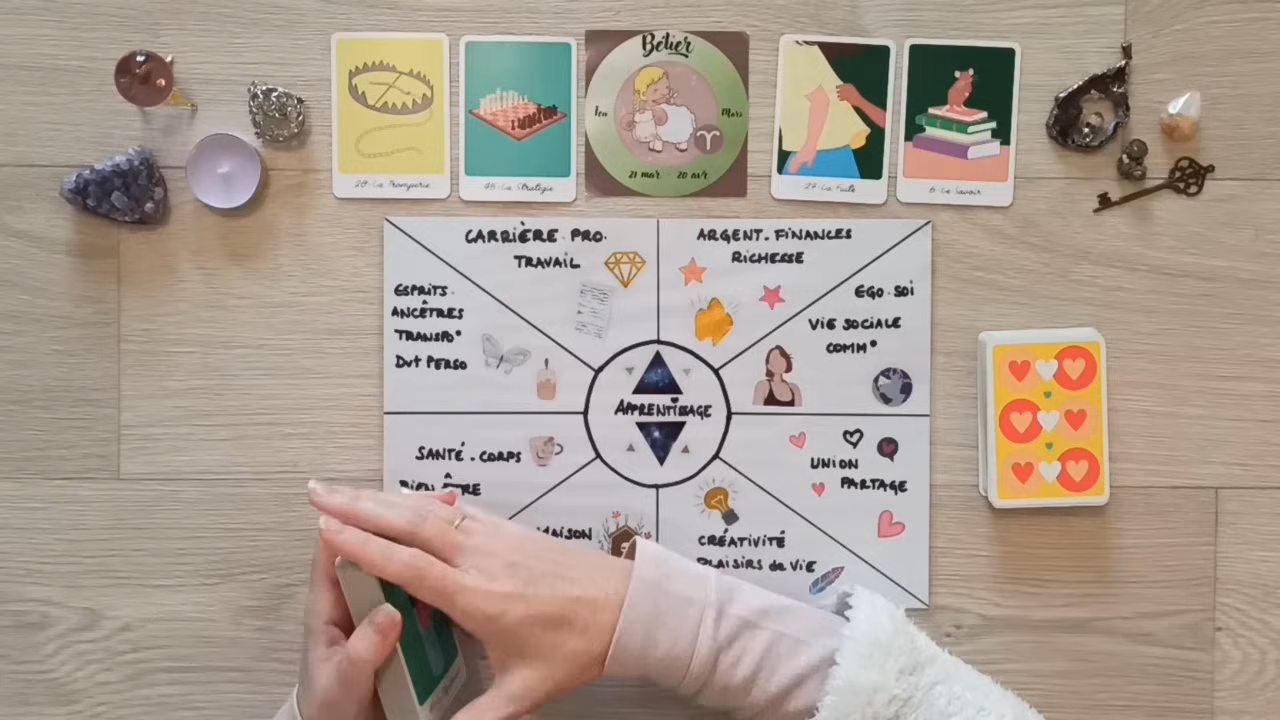 Bélier
Feu
Mars
21 mar. - 20 avr.
28. La Tromperie
45. La Stratégie
27. La Fuite
6. Le Savoir
CARRIÈRE. PRO.
TRAVAIL
ARGENT. FINANCES
RICHESSE
ESPRITS.
ANCÊTRES
TRANSFO°
DVT PERSO
EGO. SOI
VIE SOCIALE
COMM°
APPRENTISSAGE
SANTÉ. CORPS
BIEN ÊTRE
UNION
PARTAGE
MAISON
CRÉATIVITÉ
PLAISIRS de VIE